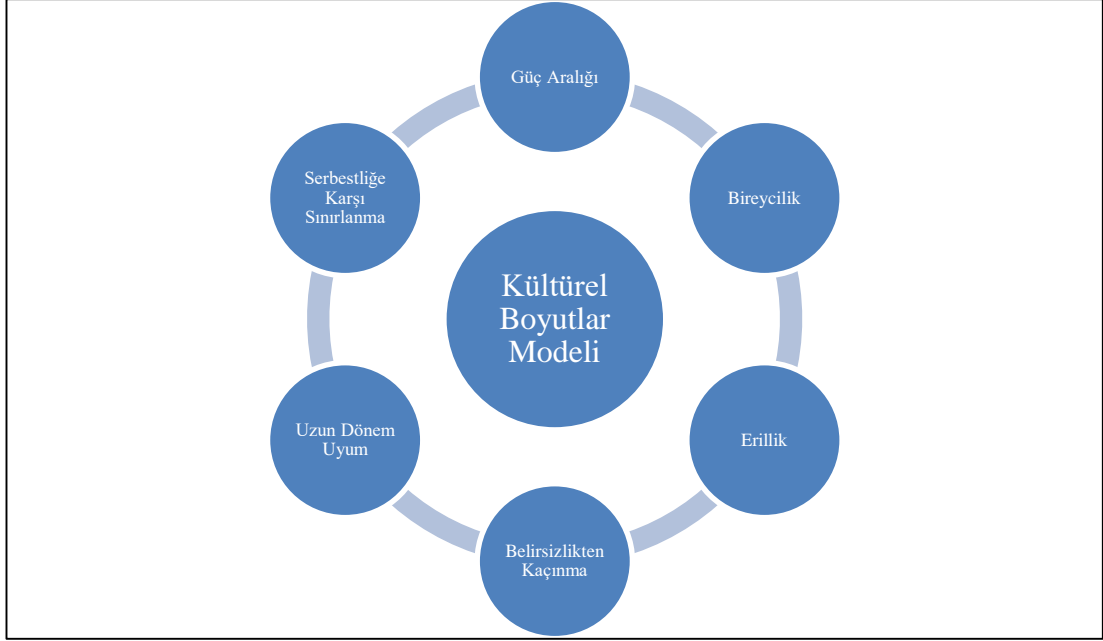 Güç Aralığı
Bireycilik
Erillik
Belirsizlikten
Kaçınma
Uzun Dönem
Uyum
Serbestliğe
Karşı
Sınırlanma
Kültürel
Boyutlar
Modeli